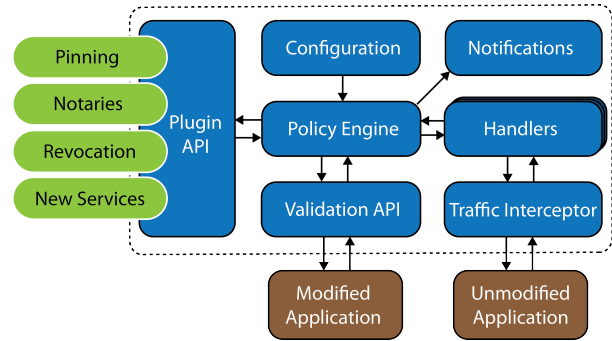 Pinning
Notaries
Revocation
New Services
Plugin
API
Configuration
Notifications
Policy Engine
Handlers
Validation API
Traffic Interceptor
Modified
Application
Unmodified
Application